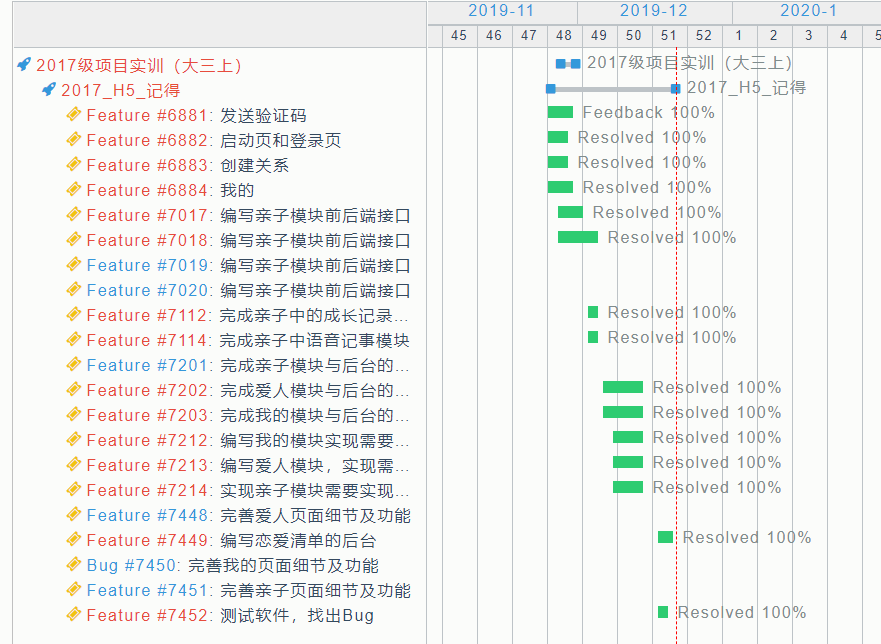 2019-11 2019-12 2020-1
45 46 47 48 49 50 51 52 1 2 3 4 5
2017级项目实训（大三上） 2017级项目实训（大三上）
2017_H5_记得 2017_H5_记得
Feature #6881: 发送验证码 Feedback 100%
Feature #6882: 启动页和登录页 Resolved 100%
Feature #6883: 创建关系 Resolved 100%
Feature #6884: 我的 Resolved 100%
Feature #7017: 编写亲子模块前后端接口 Resolved 100%
Feature #7018: 编写亲子模块前后端接口 Resolved 100%
Feature #7019: 编写亲子模块前后端接口
Feature #7020: 编写亲子模块前后端接口
Feature #7112: 完成亲子中的成长记录... Resolved 100%
Feature #7114: 完成亲子中语音记事模块 Resolved 100%
Feature #7201: 完成亲子模块与后台的...
Feature #7202: 完成爱人模块与后台的... Resolved 100%
Feature #7203: 完成我的模块与后台的... Resolved 100%
Feature #7212: 编写我的模块实现需要... Resolved 100%
Feature #7213: 编写爱人模块，实现需... Resolved 100%
Feature #7214: 实现亲子模块需要实现... Resolved 100%
Feature #7448: 完善爱人页面细节及功能
Feature #7449: 编写恋爱清单的后台 Resolved 100%
Bug #7450: 完善我的页面细节及功能
Feature #7451: 完善亲子页面细节及功能
Feature #7452: 测试软件，找出Bug Resolved 100%